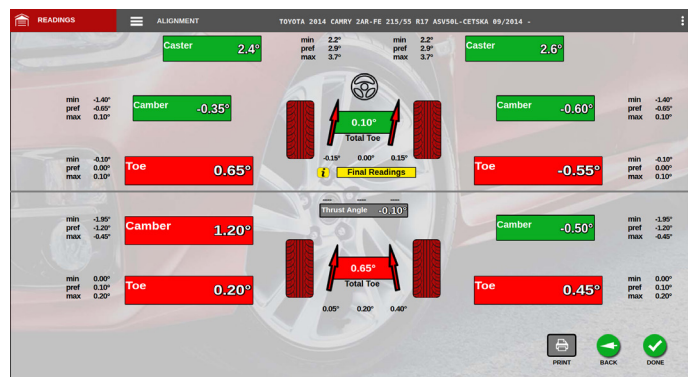 READINGS
ALIGNMENT
TOYOTA 2014 CAMRY 2AR-FE 215/55 R17 ASV50L-CETSKA 09/2014 -
Caster 2.4°
min 2.2°
pref 2.9°
max 3.7°
min 2.2°
pref 2.9°
max 3.7°
Caster 2.6°
min -1.40°
pref -0.65°
max 0.10°
Camber -0.35°
0.10°
Total Toe
-0.15° 0.00° 0.15°
Camber -0.60°
min -1.40°
pref -0.65°
max 0.10°
min -0.10°
pref 0.00°
max 0.10°
Toe 0.65°
i Final Readings
Toe -0.55°
min -0.10°
pref 0.00°
max 0.10°
min -1.95°
pref -1.20°
max -0.45°
Camber 1.20°
Thrust Angle -0.10°
Camber -0.50°
min -1.95°
pref -1.20°
max -0.45°
min 0.00°
pref 0.10°
max 0.20°
Toe 0.20°
0.65°
Total Toe
0.05° 0.20° 0.40°
Toe 0.45°
min 0.00°
pref 0.10°
max 0.20°
PRINT BACK DONE